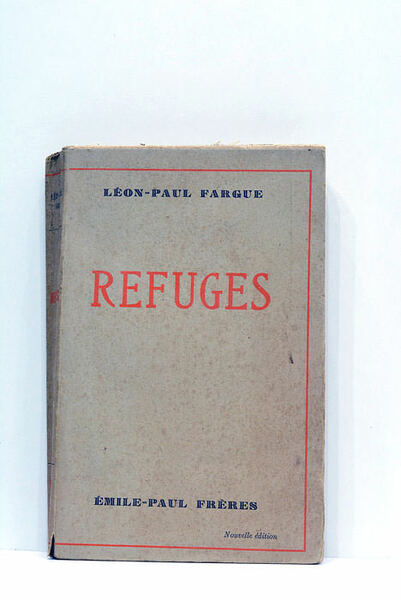 LÉON-PAUL FARGUE
REFUGES
ÉMILE-PAUL FRÈRES
Nouvelle édition